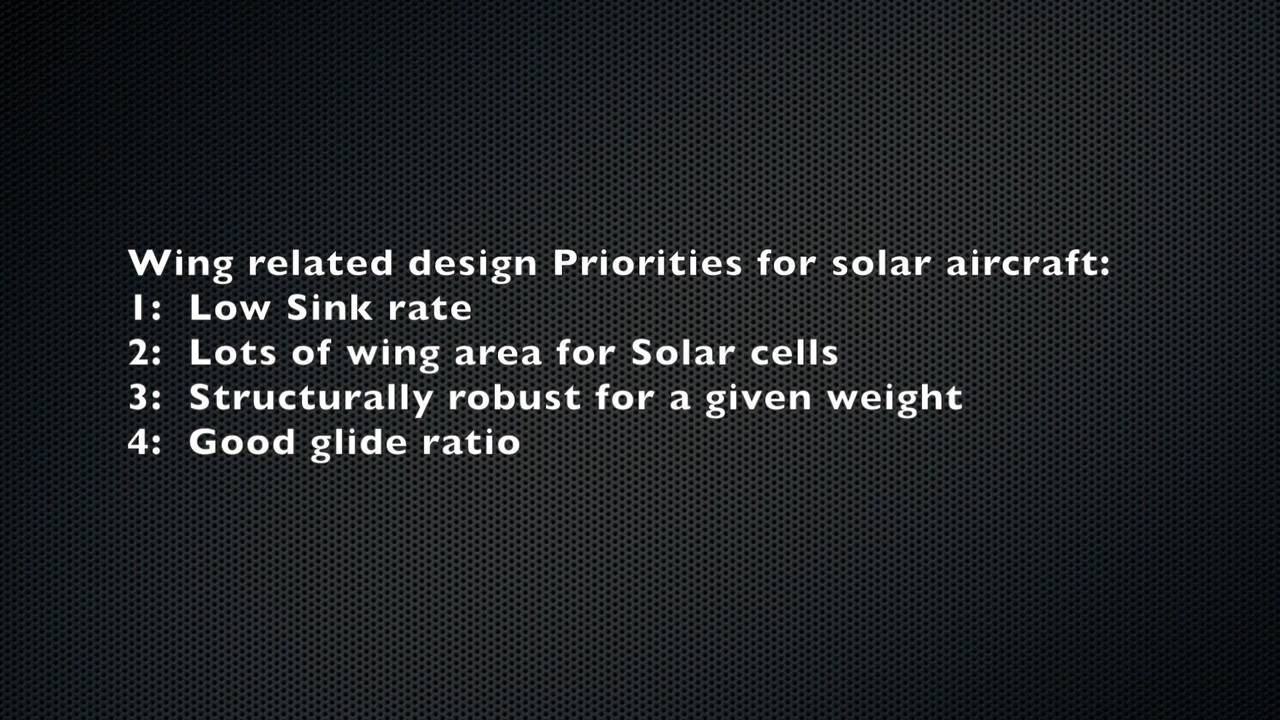 Wing related design Priorities for solar aircraft:
1: Low Sink rate
2: Lots of wing area for Solar cells
3: Structurally robust for a given weight
4: Good glide ratio